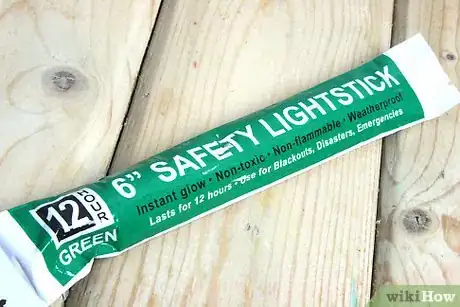 6" SAFETY LIGHTSTICK
Instant glow • Non-toxic • Non-flammable • Weatherproof
Lasts for 12 hours • Use for Blackouts, Disasters, Emergencies
12 HOUR
GREEN
wikiHow